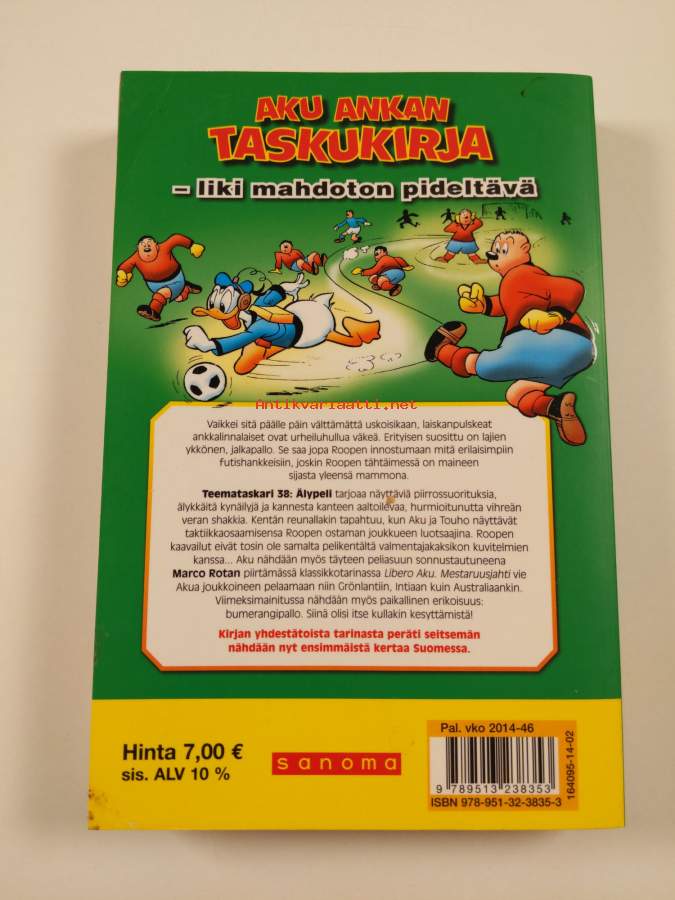 AKU ANKAN
TASKUKIRJA
– liki mahdoton pideltävä
Antikvariaatti.net
Vaikkei sitä päälle päin välttämättä uskoisikaan, laiskanpulskeat
ankkalinnalaiset ovat urheiluhullua väkeä. Erityisen suosittu on lajien
ykkönen, jalkapallo. Se saa jopa Roopen innostumaan mitä erilaisimpiin
futishankkeisiin, joskin Roopen tähtäimessä on maineen
sijasta yleensä mammona.
Teemataskari 38: Älypeli tarjoaa näyttäviä piirrossuorituksia,
älykkäitä kynäilyjä ja kannesta kanteen aaltoilevaa, hurmioitunutta vihreän
veran shakkia. Kentän reunallakin tapahtuu, kun Aku ja Touho näyttävät
taktiikkaosaamisensa Roopen ostaman joukkueen luotsaajina. Roopen
kaavailut eivät tosin ole samalta pelikentältä valmentajakaksikon kuvitelmien
kanssa... Aku nähdään myös täyteen peliasuun sonnustautuneena
Marco Rotan piirtämässä klassikkotarinassa Libero Aku. Mestaruusjahti vie
Akua joukkoineen pelaamaan niin Grönlantiin, Intiaan kuin Australiaankin.
Viimeksimainitussa nähdään myös paikallinen erikoisuus:
bumerangipallo. Siinä olisi itse kullakin kesyttämistä!
Kirjan yhdestätoista tarinasta peräti seitsemän
nähdään nyt ensimmäistä kertaa Suomessa.
Hinta 7,00 €
sis. ALV 10 %
sanoma
Pal. vko 2014-46
9 789513 238353
ISBN 978-951-32-3835-3
164095-14-02